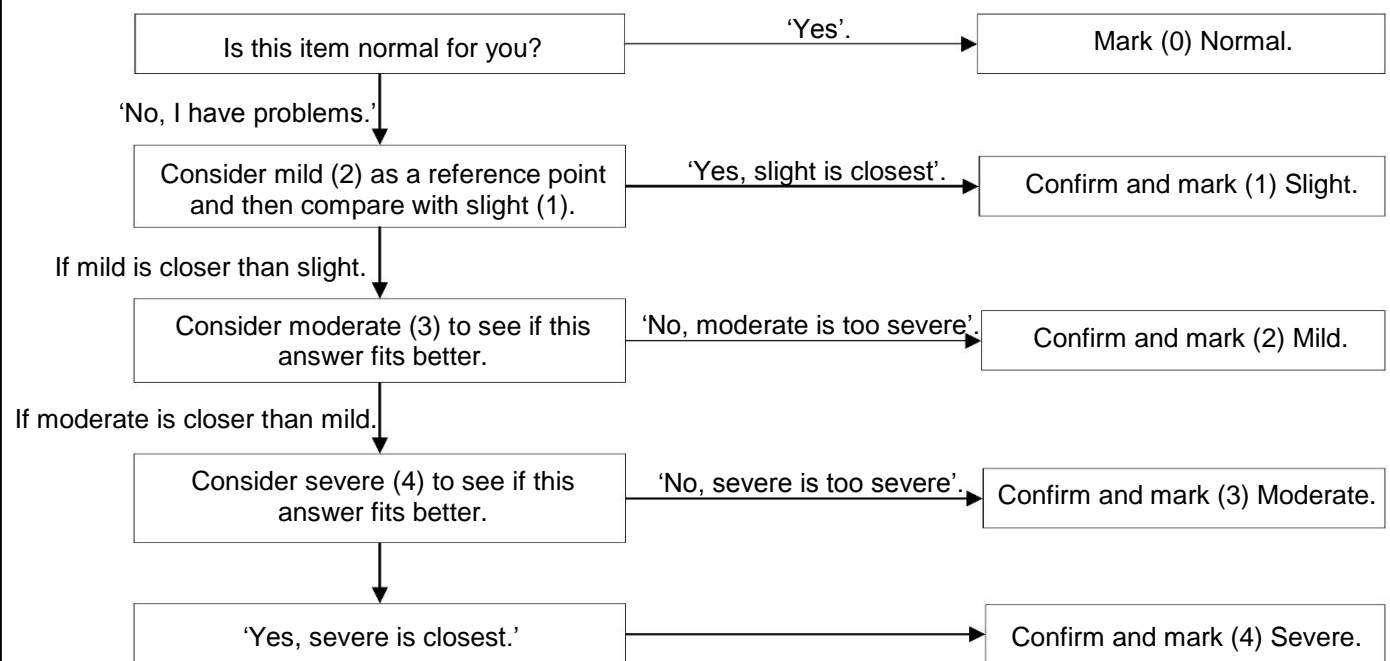 Is this item normal for you?
‘Yes’.
Mark (0) Normal.
‘No, I have problems.’
Consider mild (2) as a reference point
and then compare with slight (1).
‘Yes, slight is closest’.
Confirm and mark (1) Slight.
If mild is closer than slight.
Consider moderate (3) to see if this
answer fits better.
‘No, moderate is too severe’.
Confirm and mark (2) Mild.
If moderate is closer than mild.
Consider severe (4) to see if this
answer fits better.
‘No, severe is too severe’.
Confirm and mark (3) Moderate.
‘Yes, severe is closest.’
Confirm and mark (4) Severe.